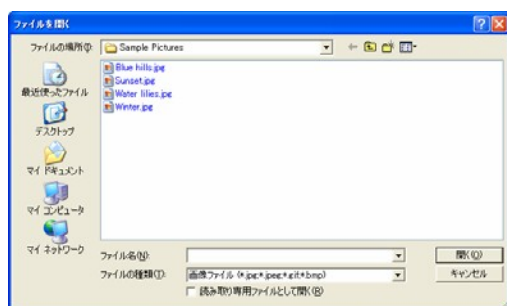 ファイルを開く
ファイルの場所(I):
Sample Pictures
Blue hills.jpg
Sunset.jpg
Water lilies.jpg
Winter.jpg
最近使ったファイル
デスクトップ
マイ ドキュメント
マイ コンピュータ
マイ ネットワーク
ファイル名(N):
開く(O)
ファイルの種類(T):
画像ファイル (*.jpg;*.jpeg;*.gif;*.bmp)
キャンセル
読み取り専用ファイルとして開く(R)